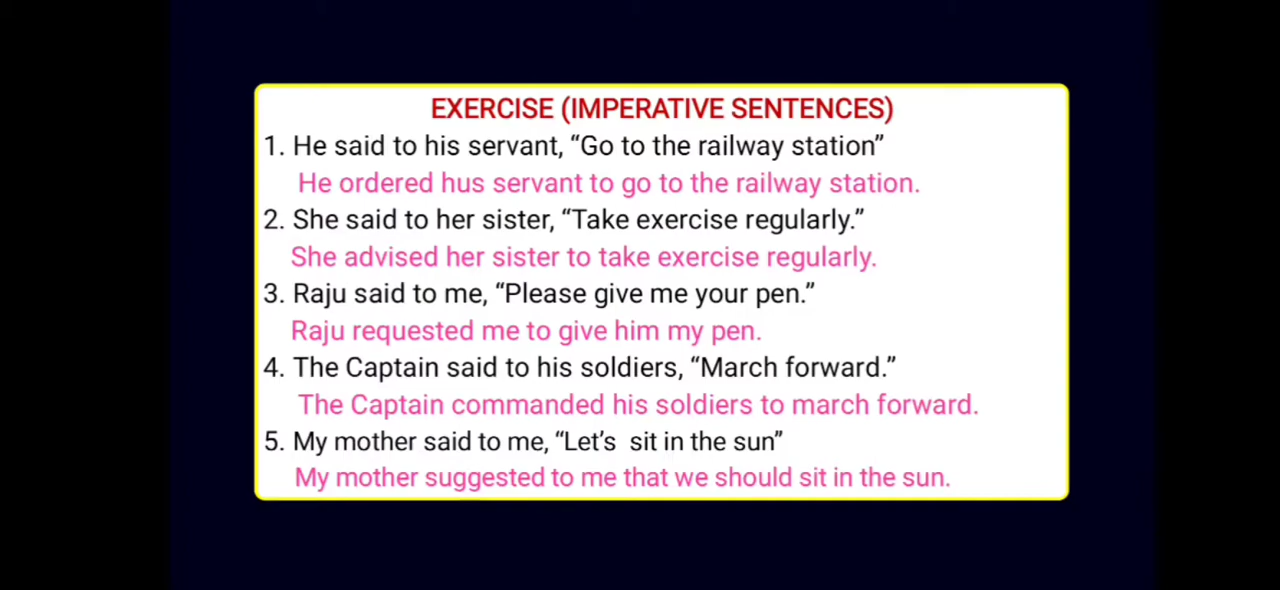 EXERCISE (IMPERATIVE SENTENCES)
1. He said to his servant, “Go to the railway station”
He ordered hus servant to go to the railway station.
2. She said to her sister, “Take exercise regularly.”
She advised her sister to take exercise regularly.
3. Raju said to me, “Please give me your pen.”
Raju requested me to give him my pen.
4. The Captain said to his soldiers, “March forward.”
The Captain commanded his soldiers to march forward.
5. My mother said to me, “Let’s  sit in the sun”
My mother suggested to me that we should sit in the sun.